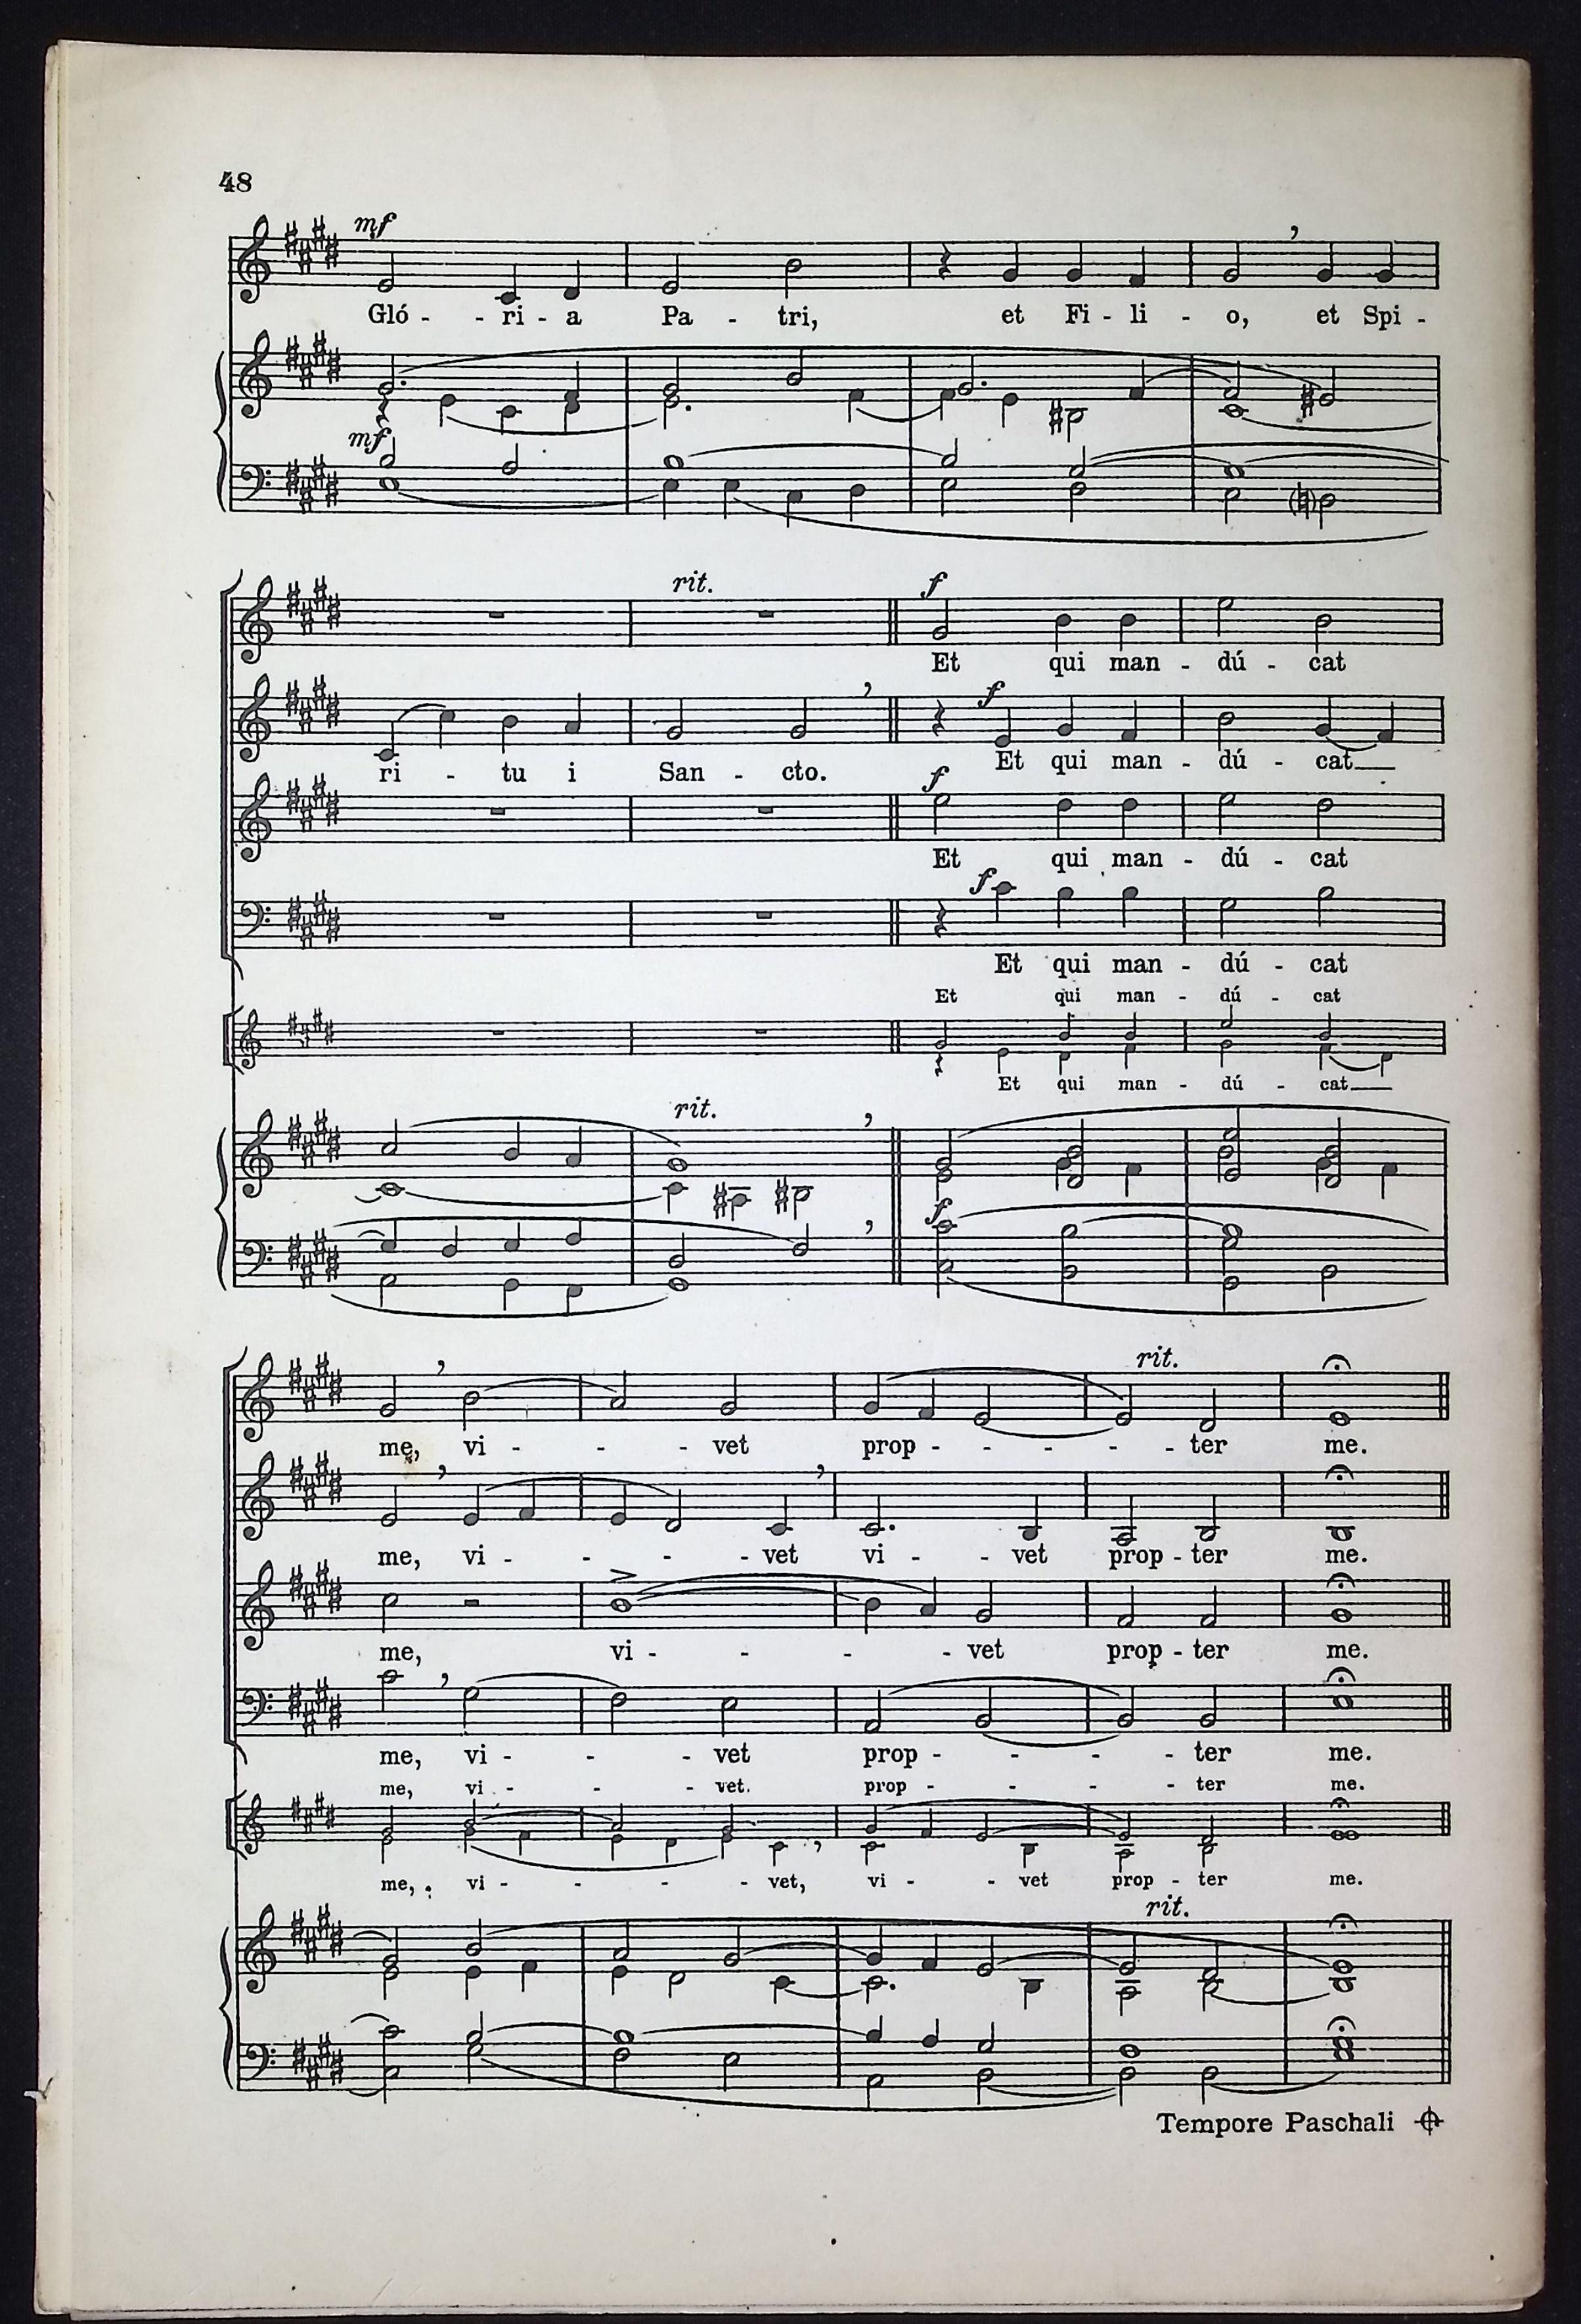 48
mf
Gló - - ri - a Pa - tri, et Fi - li - o, et Spi -
mf
rit.
f
Et qui man - dú - cat
f
ri - tu i San - cto. Et qui man - dú - cat
f
Et qui man - dú - cat
f
Et qui man - dú - cat
Et qui man - dú - cat
Et qui man - dú - cat
rit.
f
rit.
me, vi - - - vet prop - - - - - ter me.
me, vi - - - - vet vi - - vet prop - ter me.
me, vi - - - - vet prop - ter me.
me, vi - - - vet prop - - - - - ter me.
me, vi - - - vet. prop - - - - ter me.
me, vi - - - - vet, vi - - vet prop - ter me.
rit.
Tempore Paschali